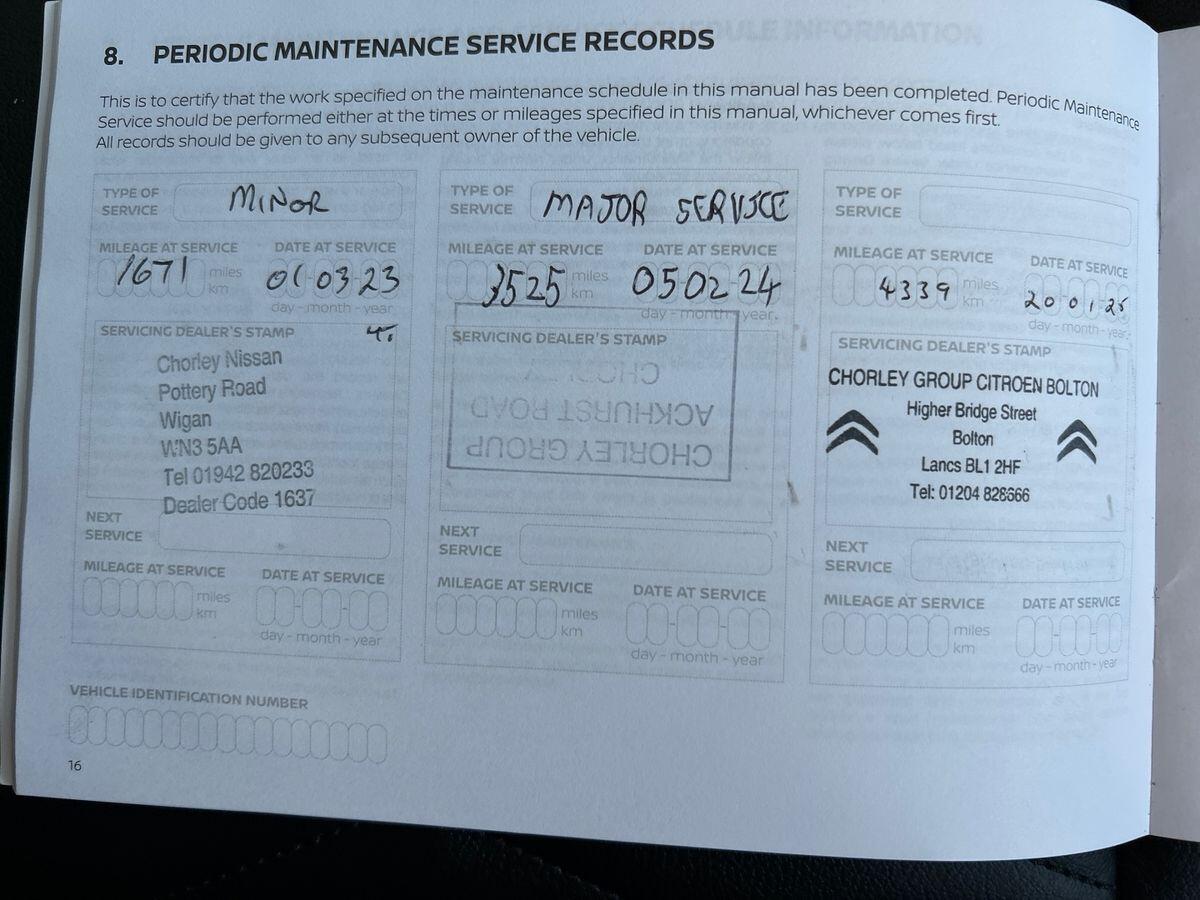 8. PERIODIC MAINTENANCE SERVICE RECORDS
This is to certify that the work specified on the maintenance schedule in this manual has been completed. Periodic Maintenance
Service should be performed either at the times or mileages specified in this manual, whichever comes first.
All records should be given to any subsequent owner of the vehicle.
TYPE OF
SERVICE
MINOR
MILEAGE AT SERVICE
DATE AT SERVICE
1671
miles
km
01-03-23
day - month - year
SERVICING DEALER'S STAMP
Chorley Nissan
Pottery Road
Wigan
WN3 5AA
Tel 01942 820233
Dealer Code 1637
NEXT
SERVICE
MILEAGE AT SERVICE
DATE AT SERVICE
miles
km
day - month - year
TYPE OF
SERVICE
MAJOR SERVICE
MILEAGE AT SERVICE
DATE AT SERVICE
3525
miles
km
05 02 24
day - month - year
SERVICING DEALER'S STAMP
CHORLEY GROUP
ACKHURST ROAD
NEXT
SERVICE
MILEAGE AT SERVICE
DATE AT SERVICE
miles
km
day - month - year
TYPE OF
SERVICE
MILEAGE AT SERVICE
DATE AT SERVICE
4339
miles
km
20 01 25
day - month - year
SERVICING DEALER'S STAMP
CHORLEY GROUP CITROEN BOLTON
Higher Bridge Street
Bolton
Lancs BL1 2HF
Tel: 01204
NEXT
SERVICE
MILEAGE AT SERVICE
DATE AT SERVICE
miles
km
day - month - year
VEHICLE IDENTIFICATION NUMBER
16